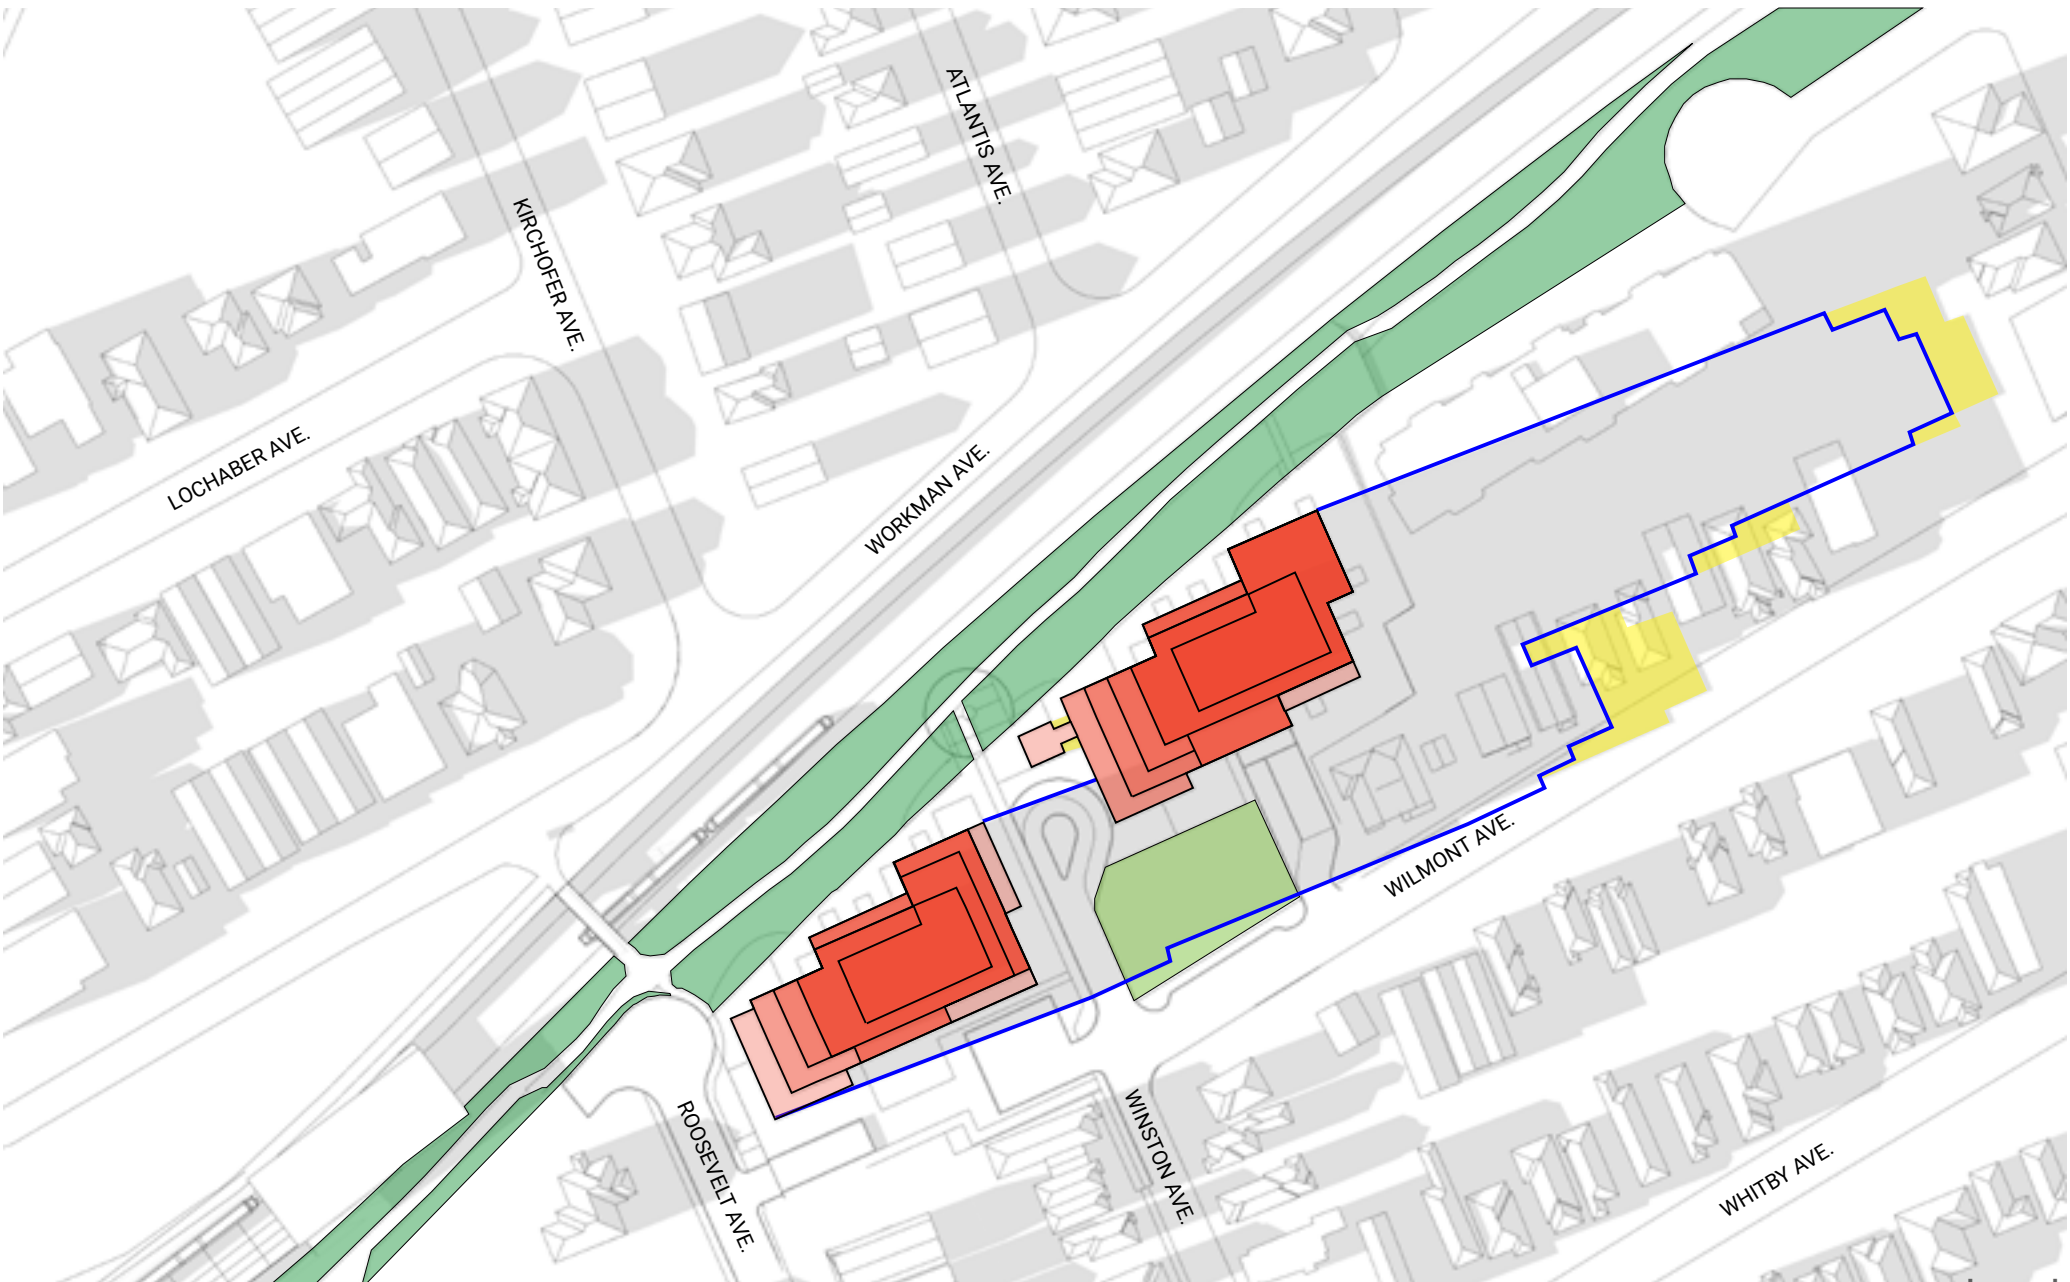 ATLANTIS AVE.
KIRCHOFER AVE.
LOCHABER AVE.
WORKMAN AVE.
WILMONT AVE.
ROOSEVELT AVE.
WINSTON AVE.
WHITBY AVE.